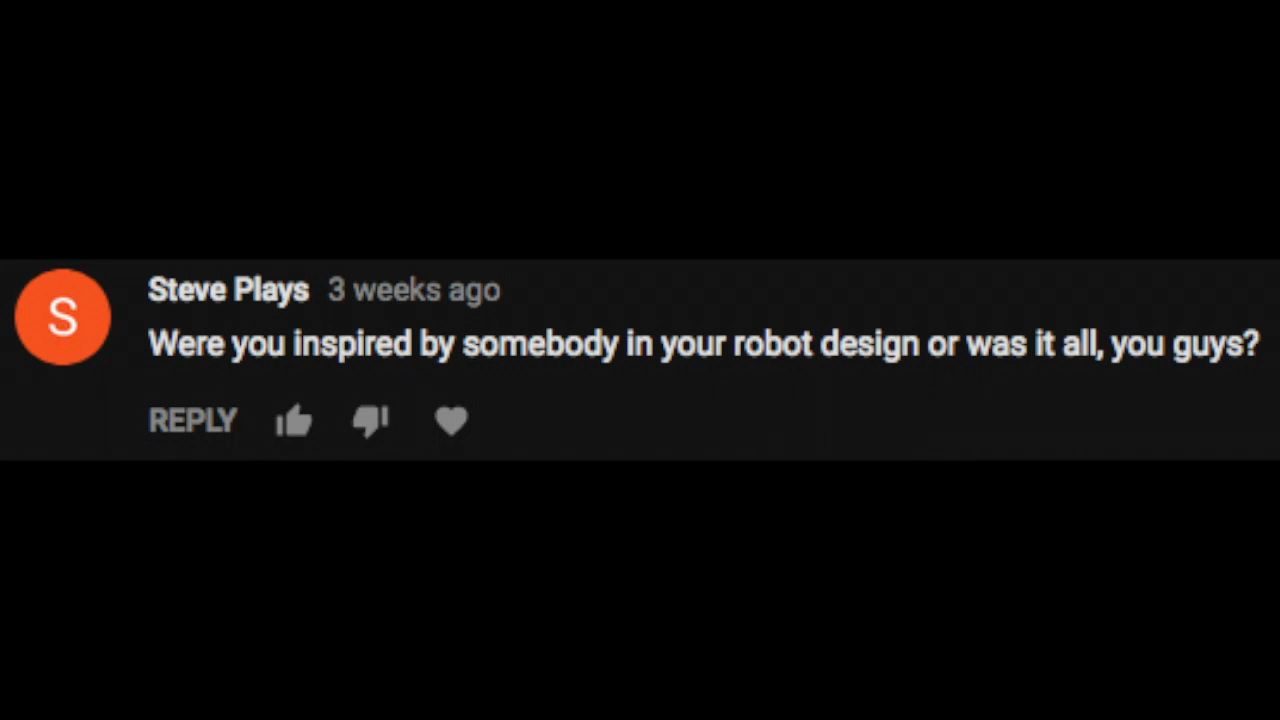 S
Steve Plays 3 weeks ago
Were you inspired by somebody in your robot design or was it all, you guys?
REPLY